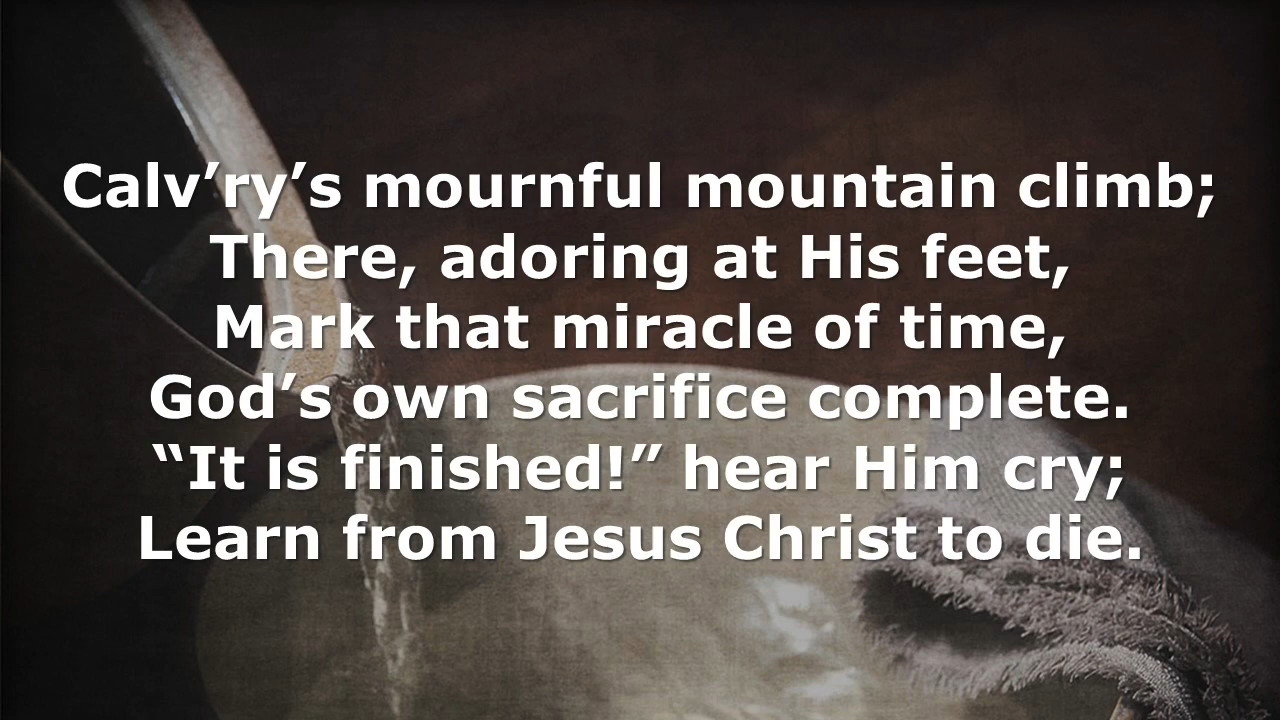 Calv’ry’s mournful mountain climb;
There, adoring at His feet,
Mark that miracle of time,
God’s own sacrifice complete.
“It is finished!” hear Him cry;
Learn from Jesus Christ to die.